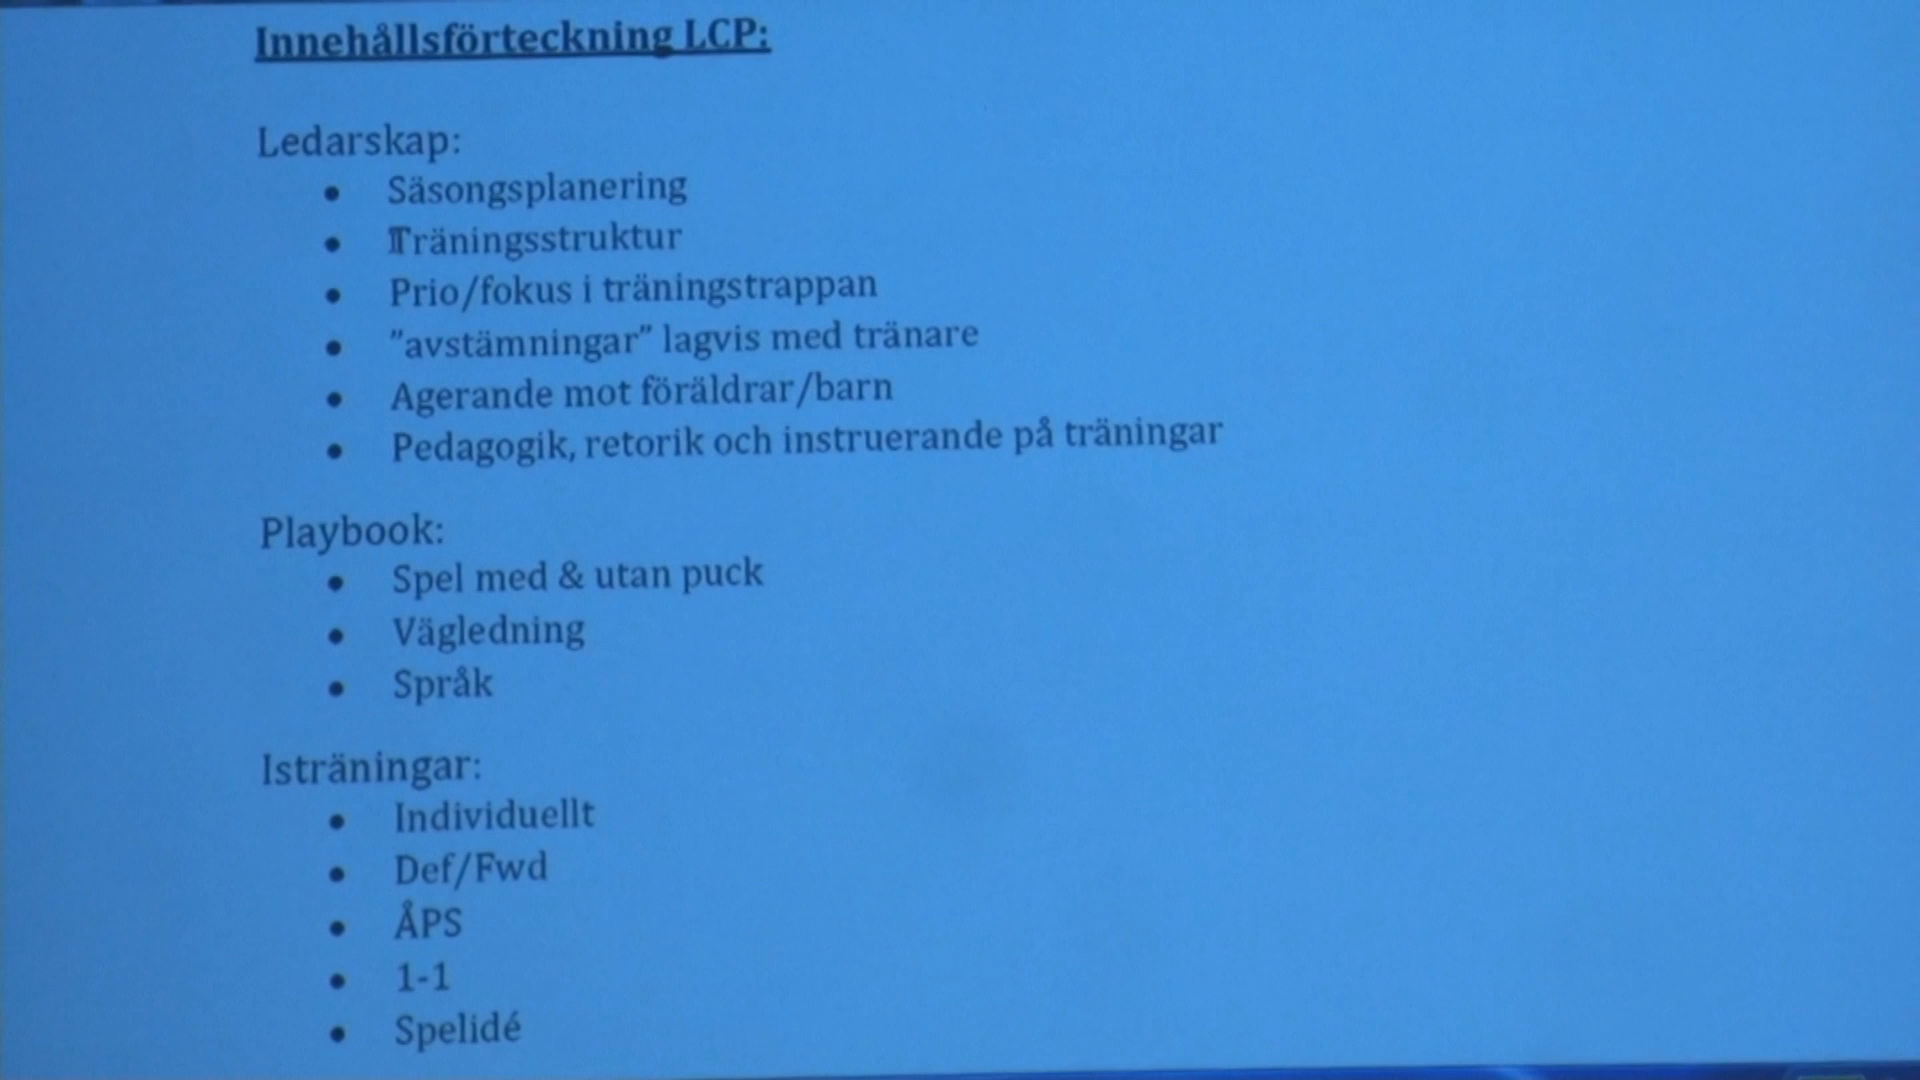 Innehållsförteckning LCP:
Ledarskap:
• Säsongsplanering
• Träningsstruktur
• Prio/fokus i träningstrappan
• ”avstämningar” lagvis med tränare
• Agerande mot föräldrar/barn
• Pedagogik, retorik och instruerande på träningar
Playbook:
• Spel med & utan puck
• Vägledning
• Språk
Isträningar:
• Individuellt
• Def/Fwd
• ÅPS
• 1-1
• Spelidé